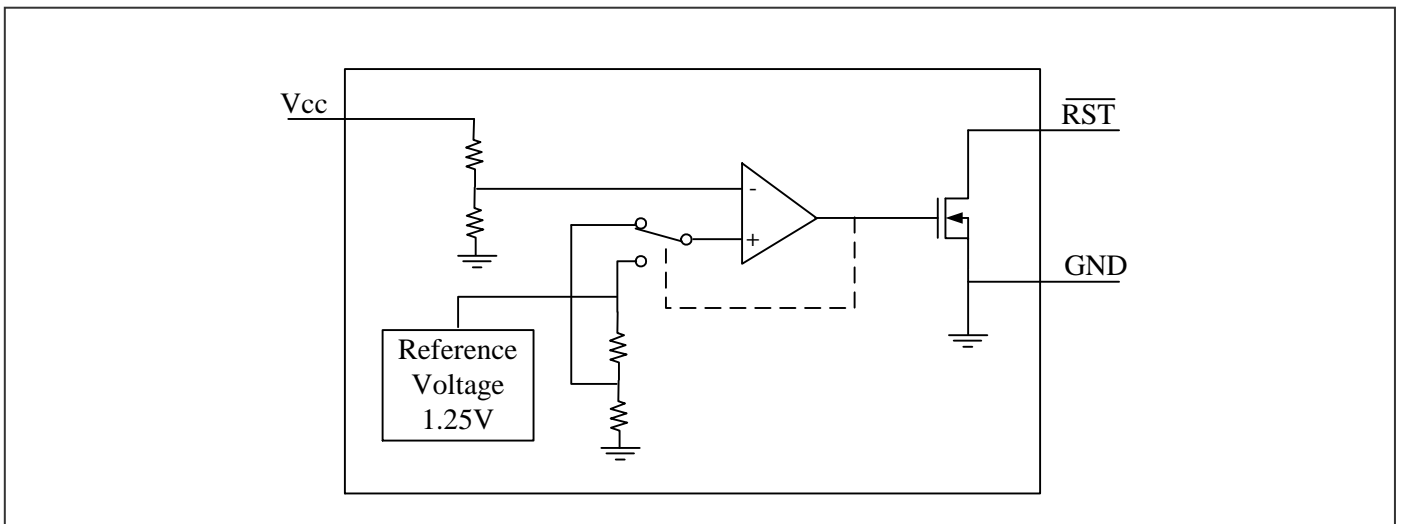 Vcc
RST
-
+
GND
Reference
Voltage
1.25V